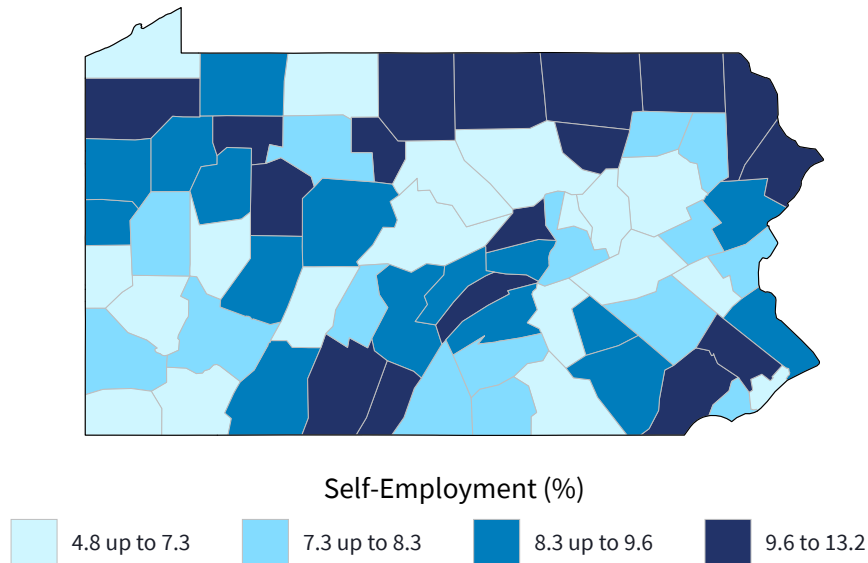 Self-Employment (%)
4.8 up to 7.3 7.3 up to 8.3 8.3 up to 9.6 9.6 to 13.2